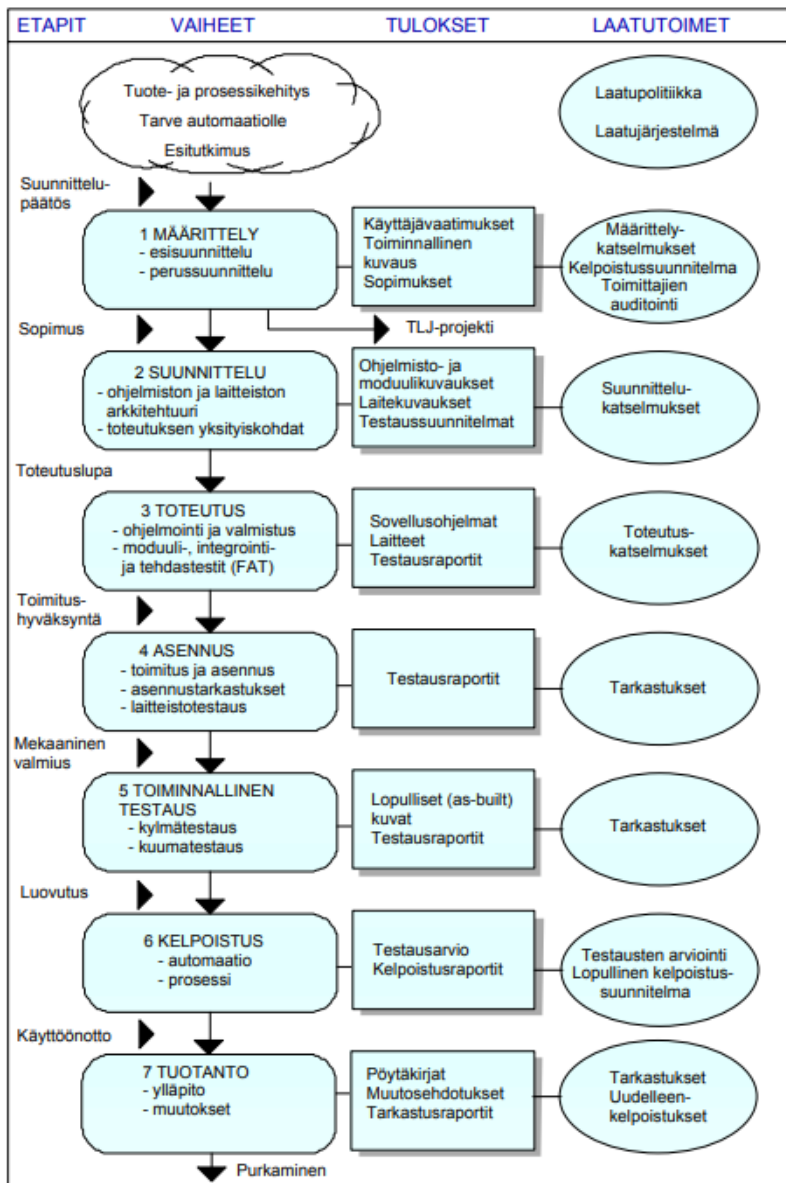 ETAPIT VAIHEET TULOKSET LAATUTOIMET
Tuote- ja prosessikehitys
Tarve automaatiolle
Esitutkimus
Laatupolitiikka
Laatujärjestelmä
Suunnittelu-
päätös
1 MÄÄRITTELY
- esisuunnittelu
- perussuunnittelu
Käyttäjävaatimukset
Toiminnallinen
kuvaus
Sopimukset
Määrittely-
katselmukset
Kelpoistussuunnitelma
Toimittajien
auditointi
Sopimus
TLJ-projekti
2 SUUNNITTELU
- ohjelmiston ja laitteiston
arkkitehtuuri
- toteutuksen yksityiskohdat
Ohjelmisto- ja
moduulikuvaukset
Laitekuvaukset
Testaussuunnitelmat
Suunnittelu-
katselmukset
Toteutuslupa
3 TOTEUTUS
- ohjelmointi ja valmistus
- moduuli-, integrointi-
ja tehdastestit (FAT)
Sovellusohjelmat
Laitteet
Testausraportit
Toteutus-
katselmukset
Toimitus-
hyväksyntä
4 ASENNUS
- toimitus ja asennus
- asennustarkastukset
- laitteistotestaus
Testausraportit
Tarkastukset
Mekaaninen
valmius
5 TOIMINNALLINEN
TESTAUS
- kylmätestaus
- kuumatestaus
Lopulliset (as-built)
kuvat
Testausraportit
Tarkastukset
Luovutus
6 KELPOISTUS
- automaatio
- prosessi
Testausarvio
Kelpoistusraportit
Testausten arviointi
Lopullinen kelpoistus-
suunnitelma
Käyttöönotto
7 TUOTANTO
- ylläpito
- muutokset
Pöytäkirjat
Muutosehdotukset
Tarkastusraportit
Tarkastukset
Uudelleen-
kelpoistukset
Purkaminen